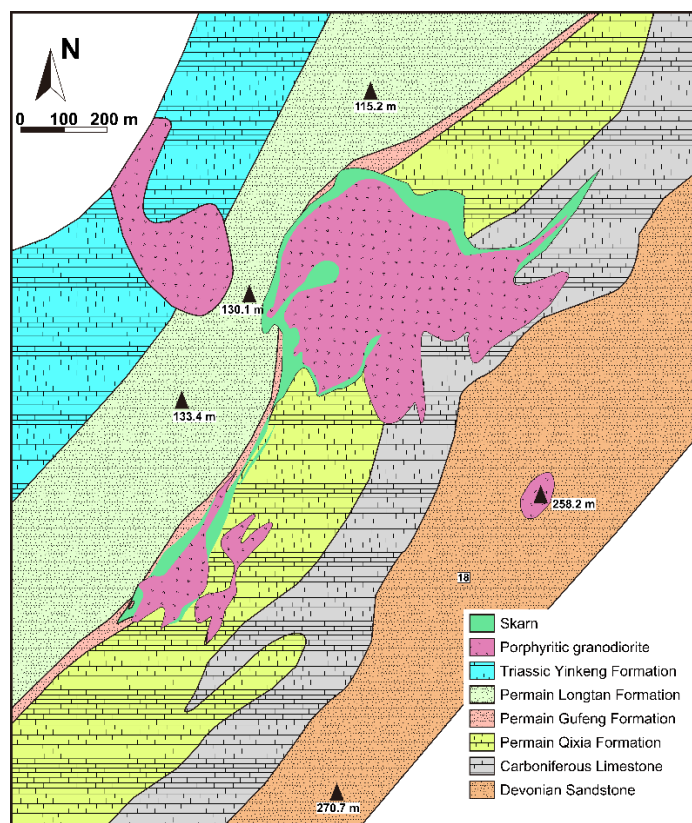 N
0 100 200 m
115.2 m
130.1 m
133.4 m
258.2 m
18
270.7 m
Skarn
Porphyritic granodiorite
Triassic Yinkeng Formation
Permain Longtan Formation
Permain Gufeng Formation
Permain Qixia Formation
Carboniferous Limestone
Devonian Sandstone